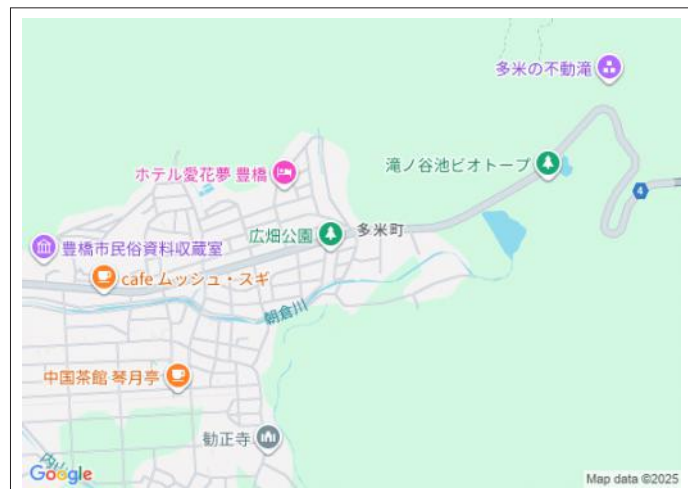 多米の不動滝
滝ノ谷池ビオトープ
ホテル愛花夢 豊橋
4
広畑公園
多米町
豊橋市民俗資料収蔵室
cafe ムッシュ・スギ
朝倉川
中国茶館 琴月亭
勧正寺
内山川
Google
Map data ©2025